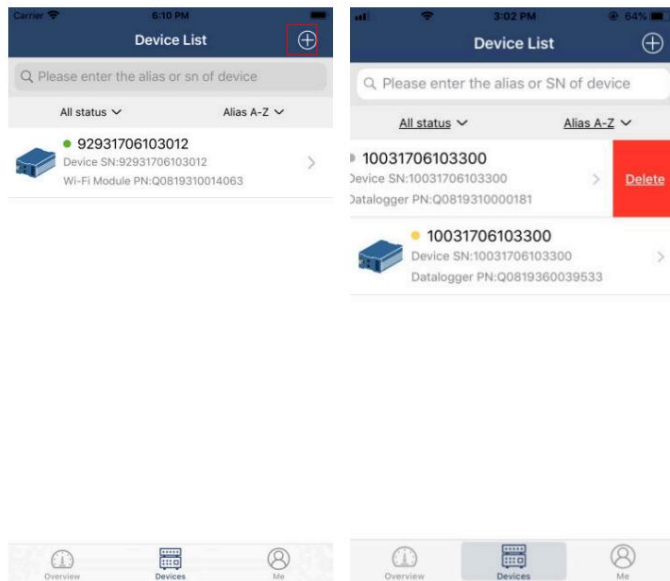 Carrier 6:10 PM
Device List
Please enter the alias or sn of device
All status Alias A-Z
92931706103012
Device SN:92931706103012
Wi-Fi Module PN:Q0819310014063
Overview Devices Me
3:02 PM 64%
Device List
Please enter the alias or SN of device
All status Alias A-Z
10031706103300
Device SN:10031706103300
Datalogger PN:Q0819310000181
Delete
10031706103300
Device SN:10031706103300
Datalogger PN:Q0819360039533
Overview Devices Me